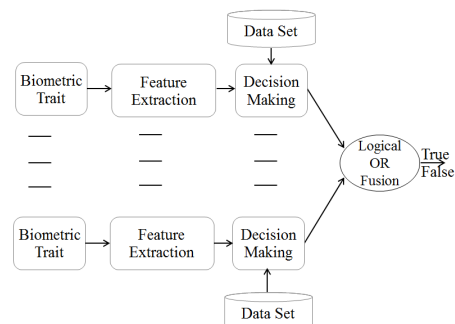 Data Set
Biometric
Trait
Feature
Extraction
Decision
Making
Logical
OR
Fusion
True
False
Biometric
Trait
Feature
Extraction
Decision
Making
Data Set